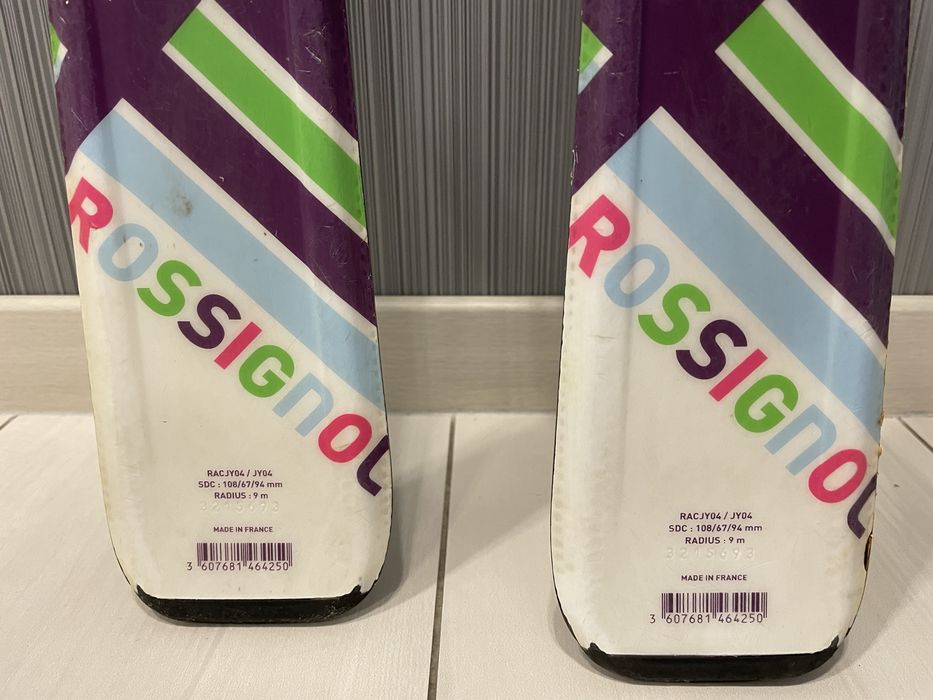 ROSSIGNOL
RACJY04 / JY04
SDC : 108/67/94 mm
RADIUS : 9 m
3215693
MADE IN FRANCE
3 607681 464250
ROSSIGNOL
RACJY04 / JY04
SDC : 108/67/94 mm
RADIUS : 9 m
3215693
MADE IN FRANCE
3 607681 464250